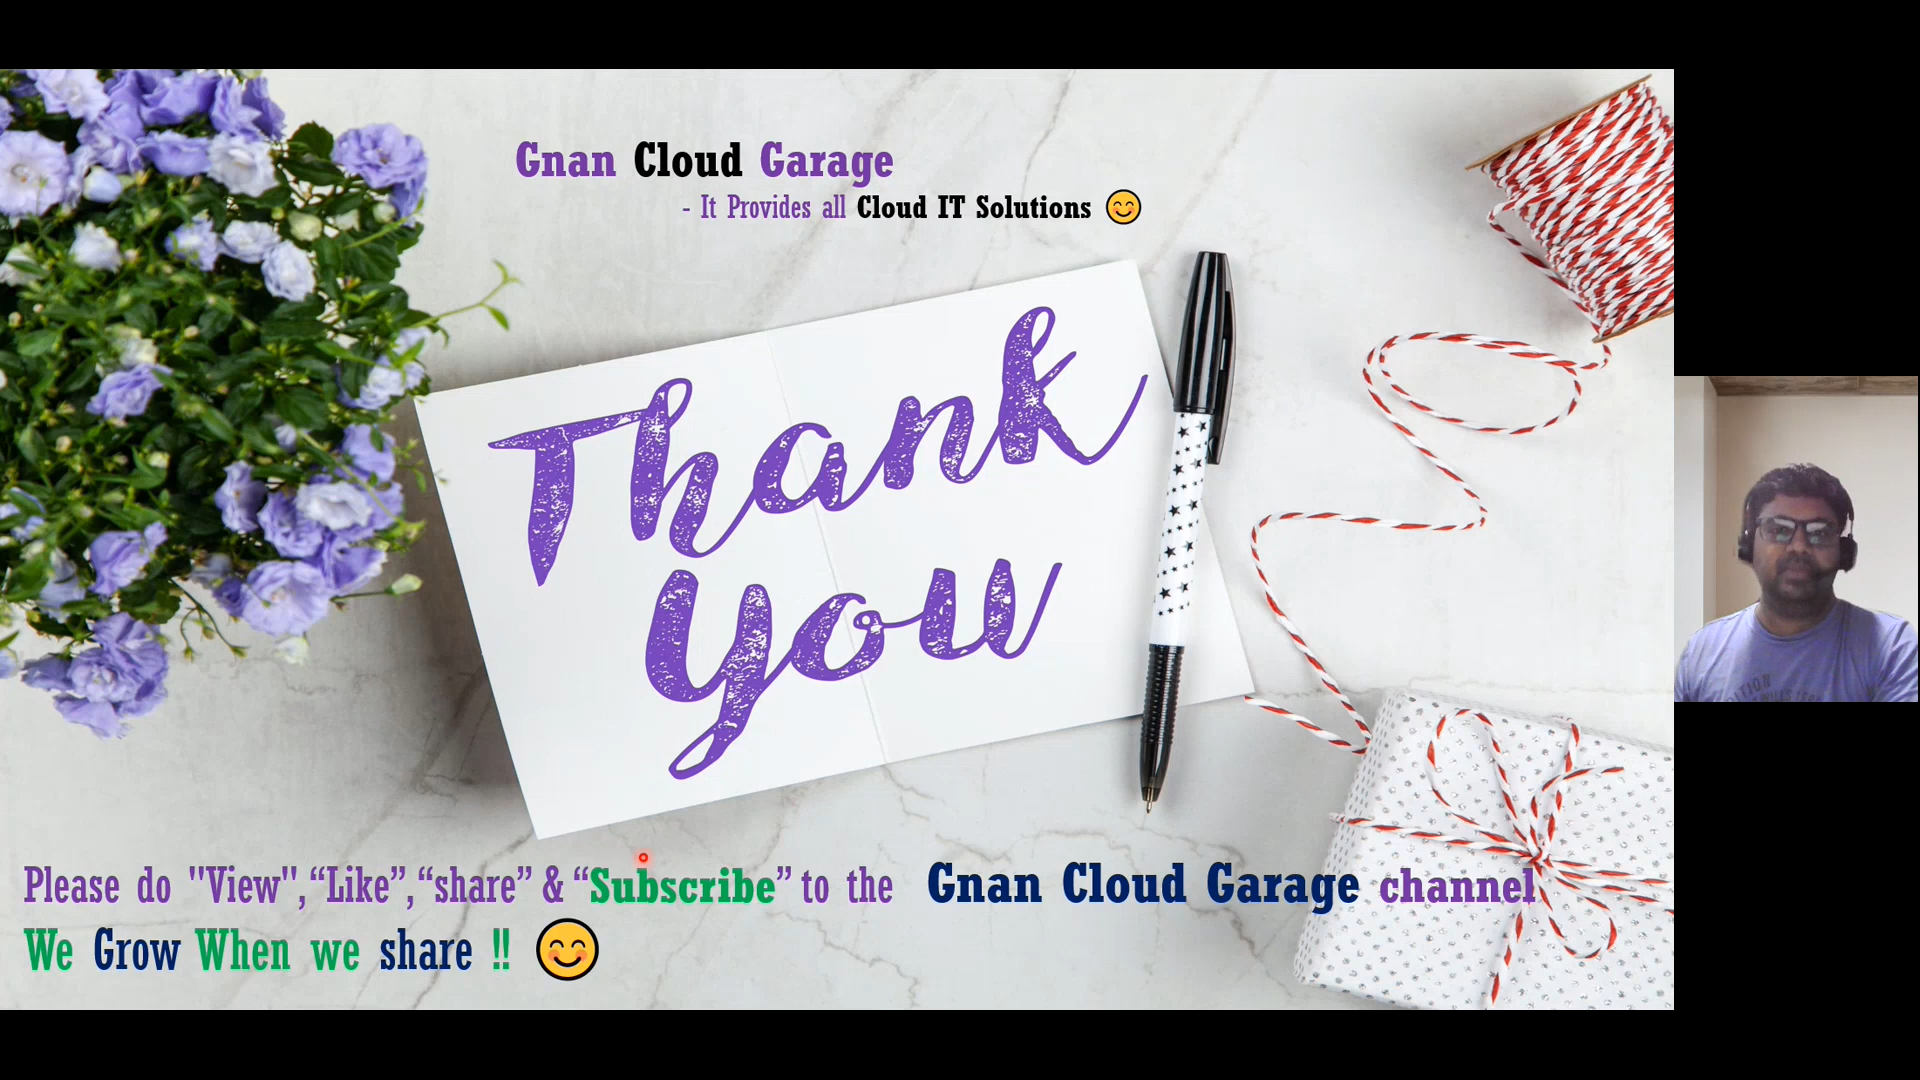 Gnan Cloud Garage
- It Provides all Cloud IT Solutions 😊
Thank
you
Please do "View",“Like”,“share” & “Subscribe” to the Gnan Cloud Garage channel
We Grow When we share !! 😊